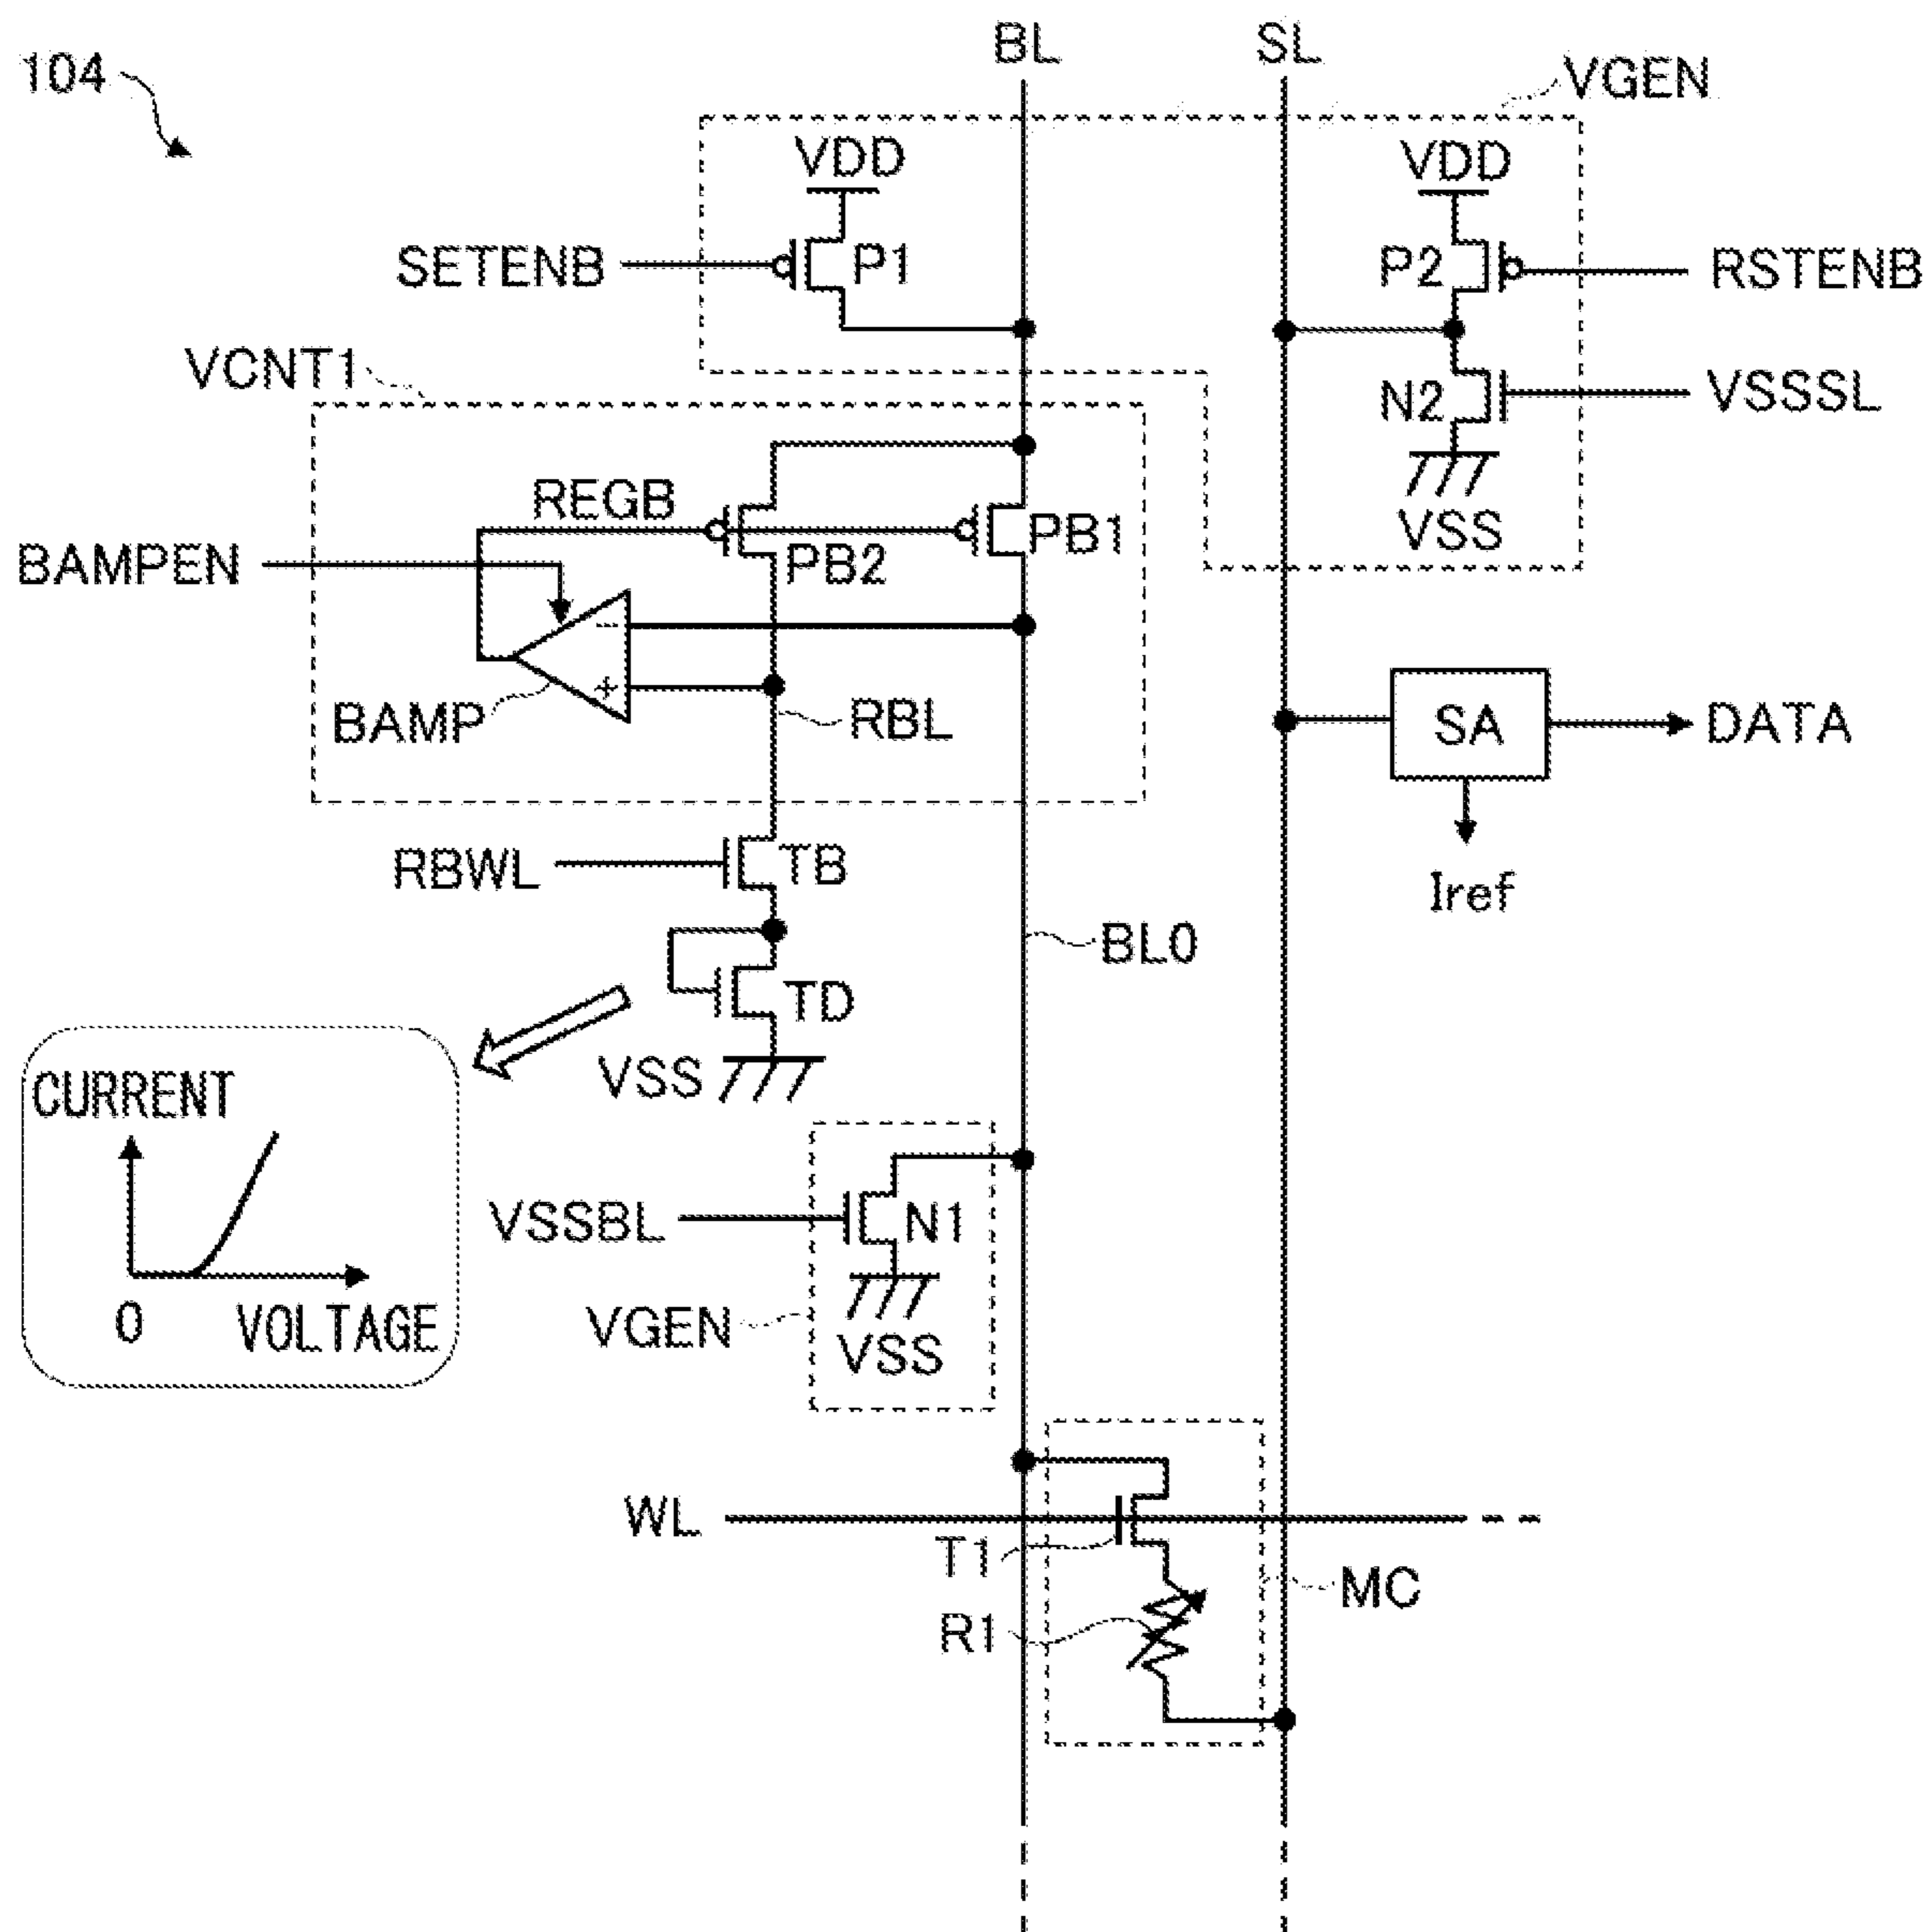 104
BL
SL
VGEN
VDD
VDD
SETENB
P1
P2
RSTENB
VCNT1
N2
VSSSL
REGB
VSS
BAMPEN
PB2
PB1
−
+
BAMP
RBL
SA
DATA
RBWL
TB
Iref
BL0
TD
VSS
CURRENT
0
VOLTAGE
VSSBL
N1
VGEN
VSS
WL
T1
MC
R1